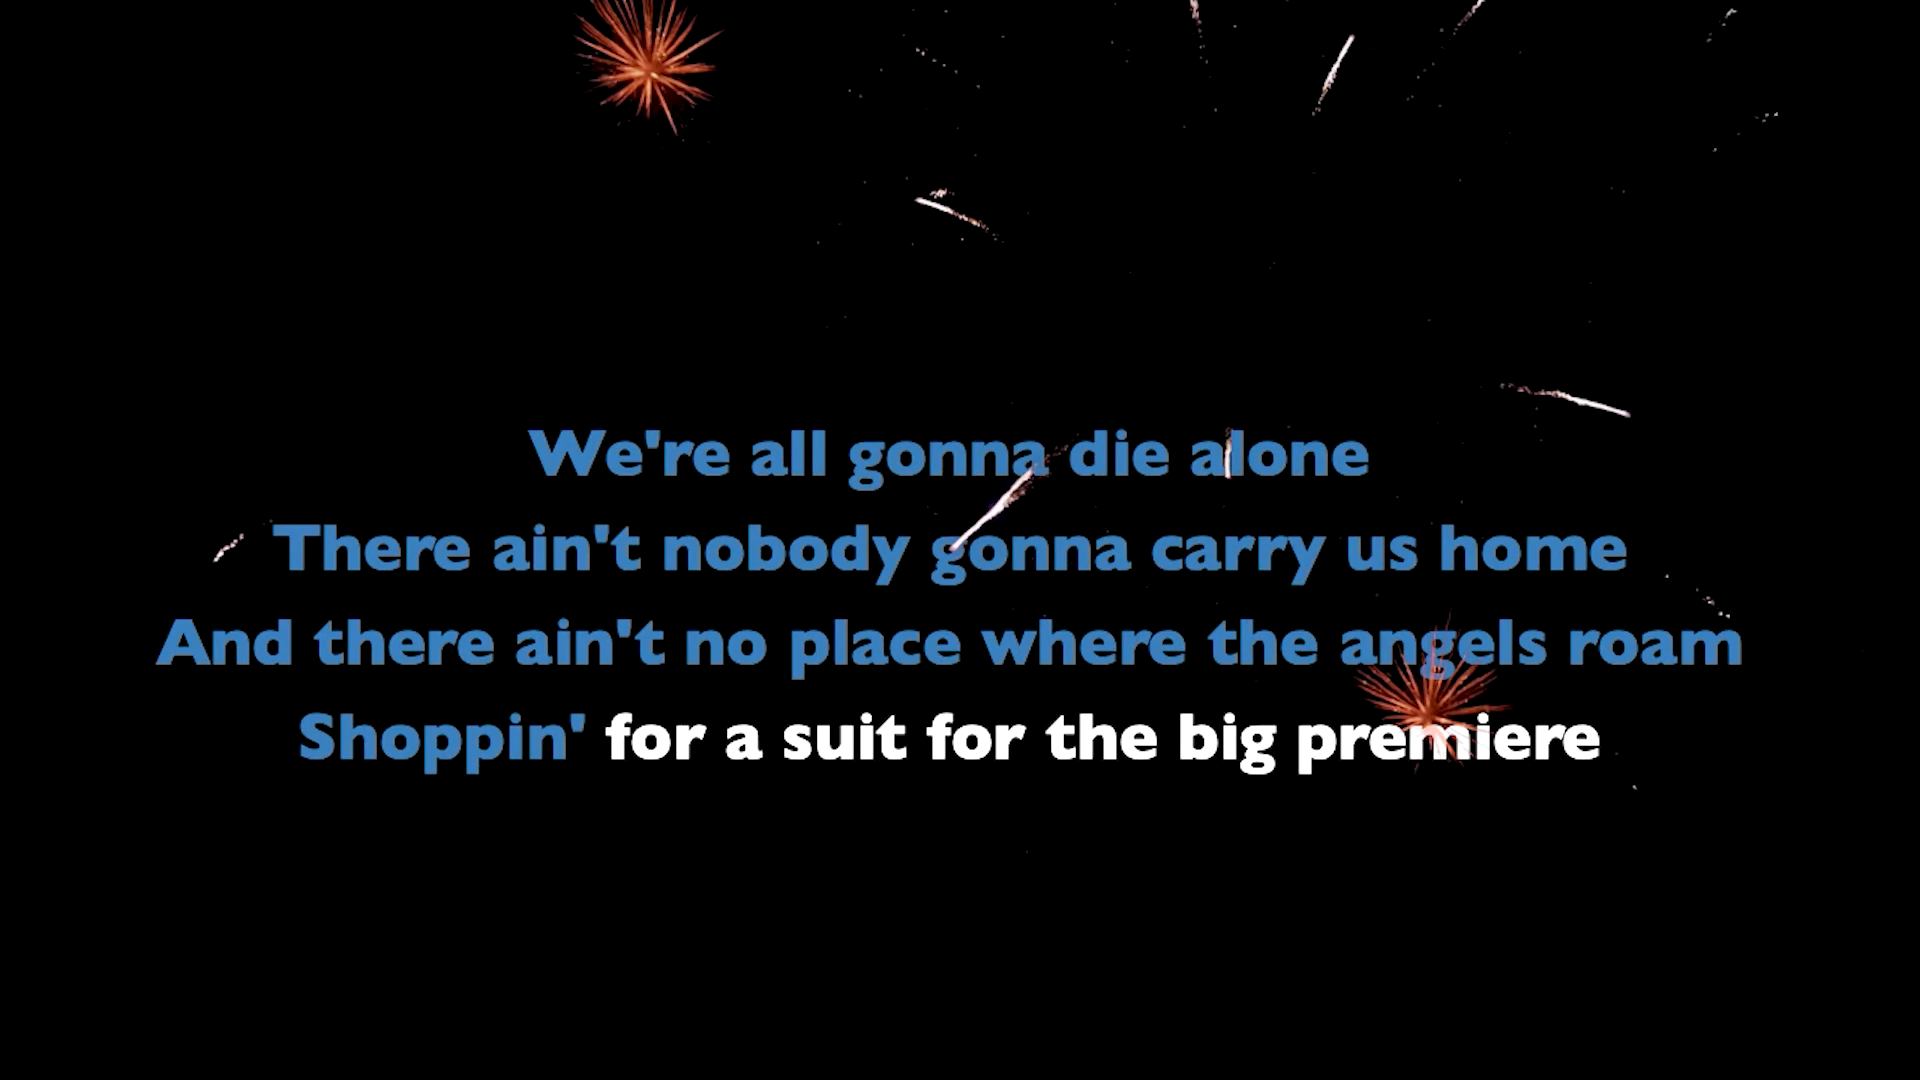 We're all gonna die alone
There ain't nobody gonna carry us home
And there ain't no place where the angels roam
Shoppin' for a suit for the big premiere